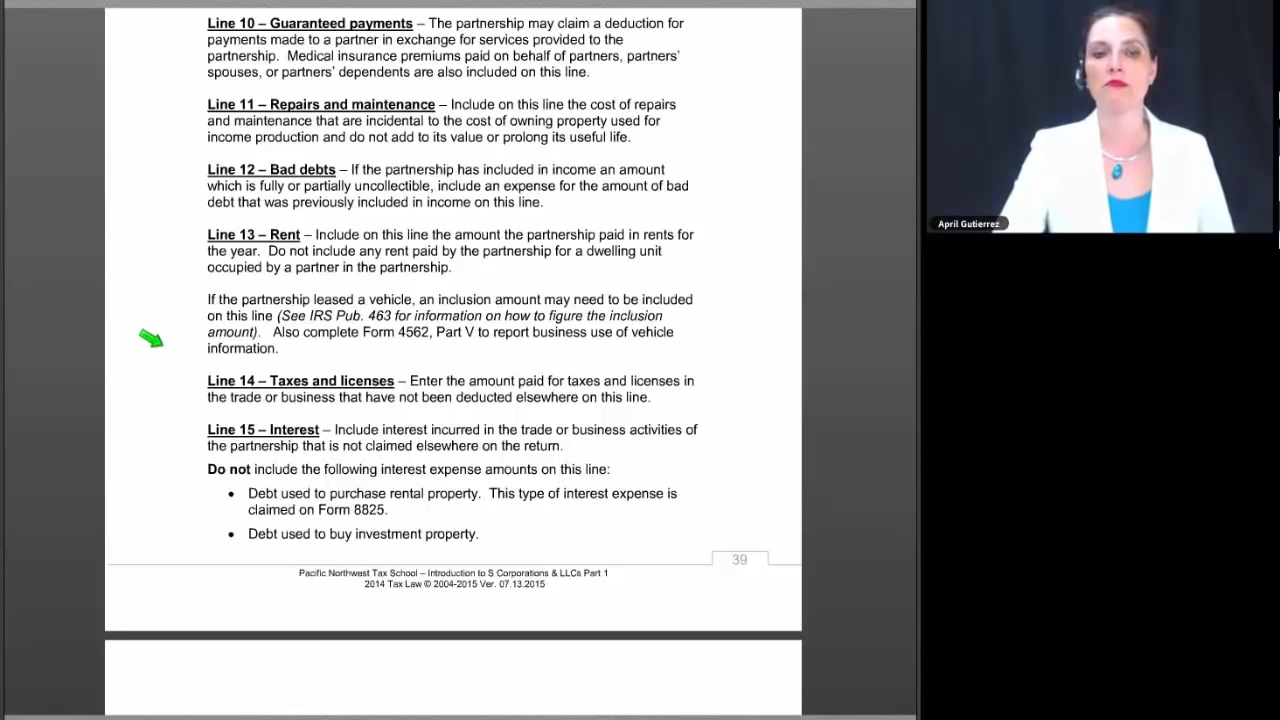 Line 10 – Guaranteed payments – The partnership may claim a deduction for
payments made to a partner in exchange for services provided to the
partnership.  Medical insurance premiums paid on behalf of partners, partners’
spouses, or partners’ dependents are also included on this line.
Line 11 – Repairs and maintenance – Include on this line the cost of repairs
and maintenance that are incidental to the cost of owning property used for
income production and do not add to its value or prolong its useful life.
Line 12 – Bad debts – If the partnership has included in income an amount
which is fully or partially uncollectible, include an expense for the amount of bad
debt that was previously included in income on this line.
Line 13 – Rent – Include on this line the amount the partnership paid in rents for
the year.  Do not include any rent paid by the partnership for a dwelling unit
occupied by a partner in the partnership.
If the partnership leased a vehicle, an inclusion amount may need to be included
on this line (See IRS Pub. 463 for information on how to figure the inclusion
amount).   Also complete Form 4562, Part V to report business use of vehicle
information.
Line 14 – Taxes and licenses – Enter the amount paid for taxes and licenses in
the trade or business that have not been deducted elsewhere on this line.
Line 15 – Interest – Include interest incurred in the trade or business activities of
the partnership that is not claimed elsewhere on the return.
Do not include the following interest expense amounts on this line:
• Debt used to purchase rental property.  This type of interest expense is
claimed on Form 8825.
• Debt used to buy investment property.
39
Pacific Northwest Tax School – Introduction to S Corporations & LLCs Part 1
2014 Tax Law © 2004-2015 Ver. 07.13.2015
April Gutierrez